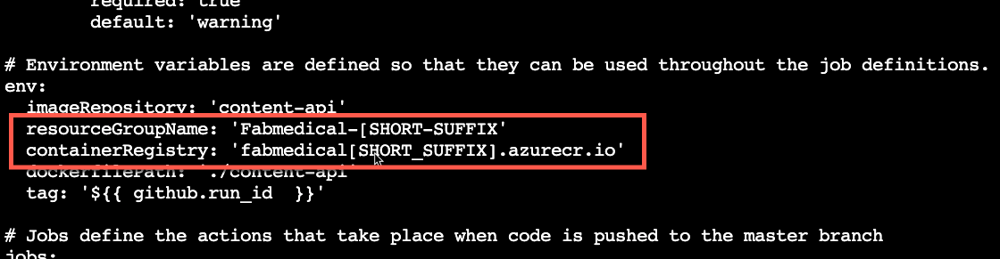 required: true
default: 'warning'
# Environment variables are defined so that they can be used throughout the job definitions.
env:
imageRepository: 'content-api'
resourceGroupName: 'Fabmedical-[SHORT-SUFFIX'
containerRegistry: 'fabmedical[SHORT_SUFFIX].azurecr.io'
dockerfilePath: './content-api'
tag: '${{ github.run_id  }}'
# Jobs define the actions that take place when code is pushed to the master branch
jobs: